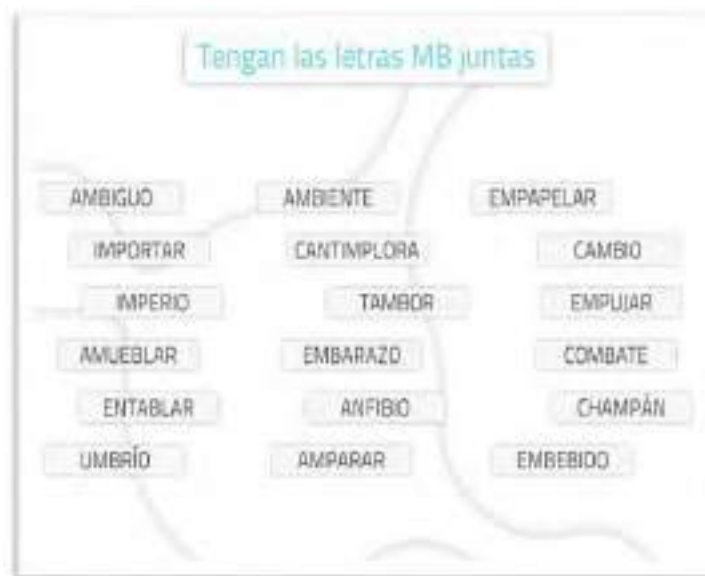 Tengan las letras MB juntas
AMBIGUO AMBIENTE EMPAPELAR
IMPORTAR CANTIMPLORA CAMBIO
IMPERIO TAMBOR EMPUJAR
AMUEBLAR EMBARAZO COMBATE
ENTABLAR ANFIBIO CHAMPÁN
UMBRÍO AMPARAR EMBEBIDO